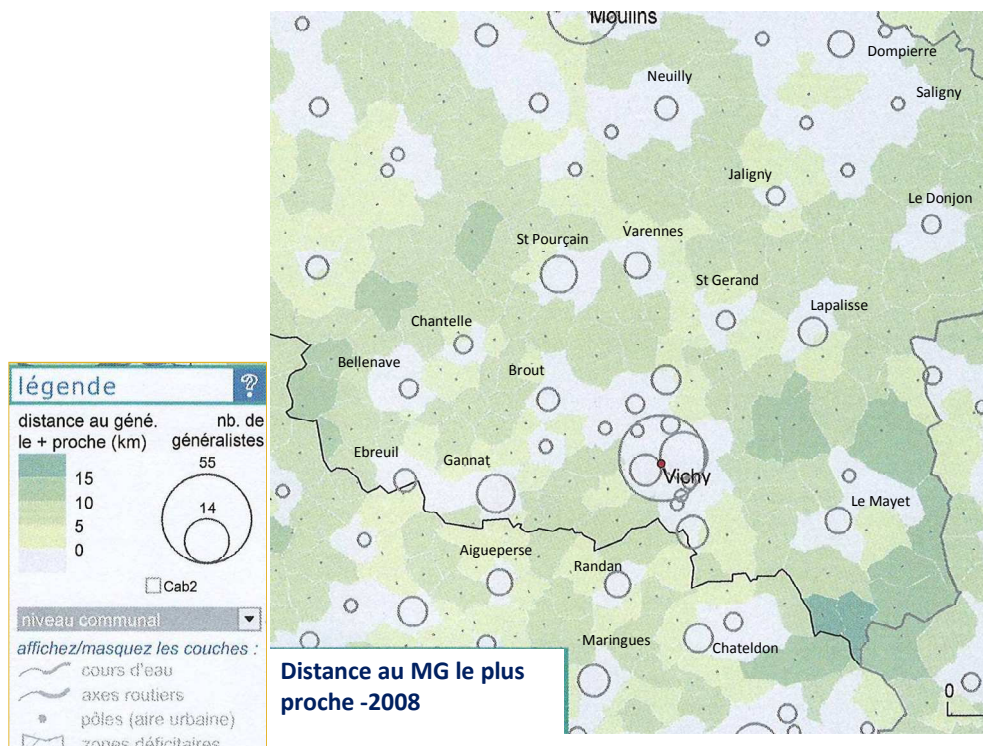 légende ?
distance au géné.
le + proche (km)
nb. de
généralistes
15
10
5
0
55
14
Cab2
niveau communal
affichez/masquez les couches :
cours d'eau
axes routiers
pôles (aire urbaine)
zones déficitaires
Moulins
Dompierre
Neuilly
Saligny
Jaligny
Le Donjon
St Pourçain
Varennes
St Gerand
Lapalisse
Chantelle
Bellenave
Brout
Ebreuil
Gannat
Vichy
Le Mayet
Aigueperse
Randan
Maringues
Chateldon
0
Distance au MG le plus
proche -2008